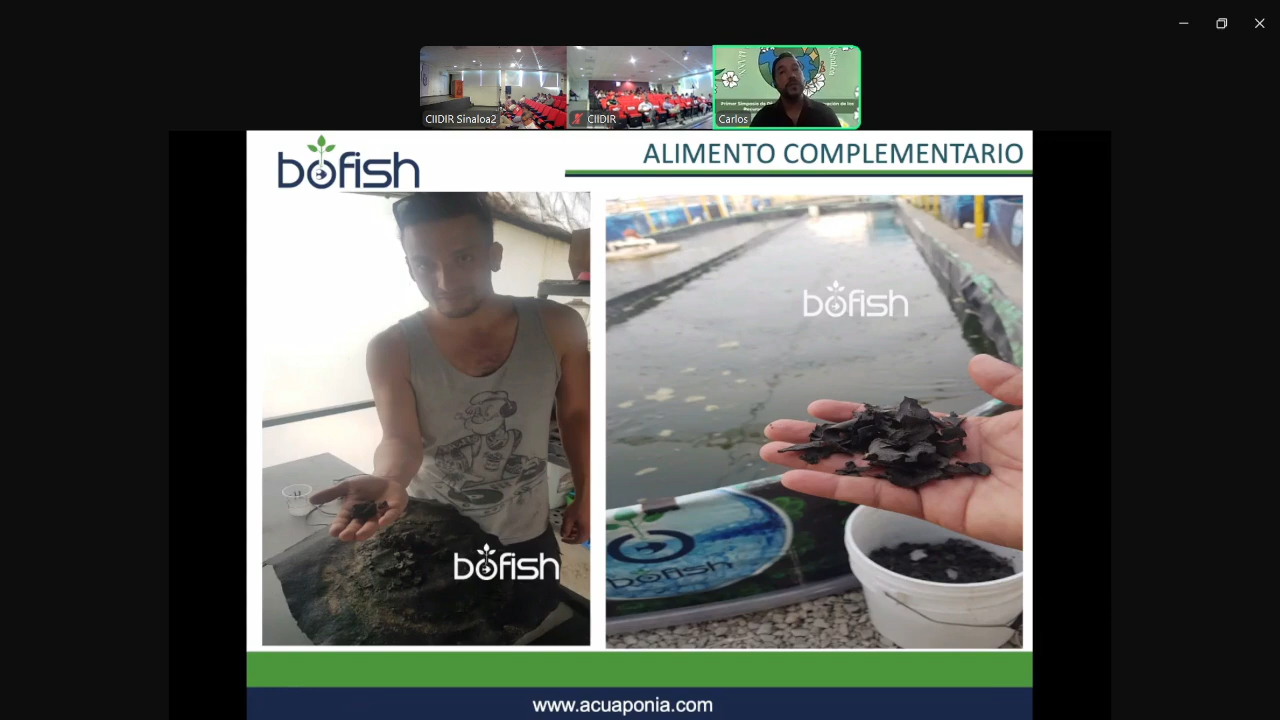 CIIDIR Sinaloa2
CIIDIR
Carlos
bofish
ALIMENTO COMPLEMENTARIO
bofish
bofish
bofish
www.acuaponia.com